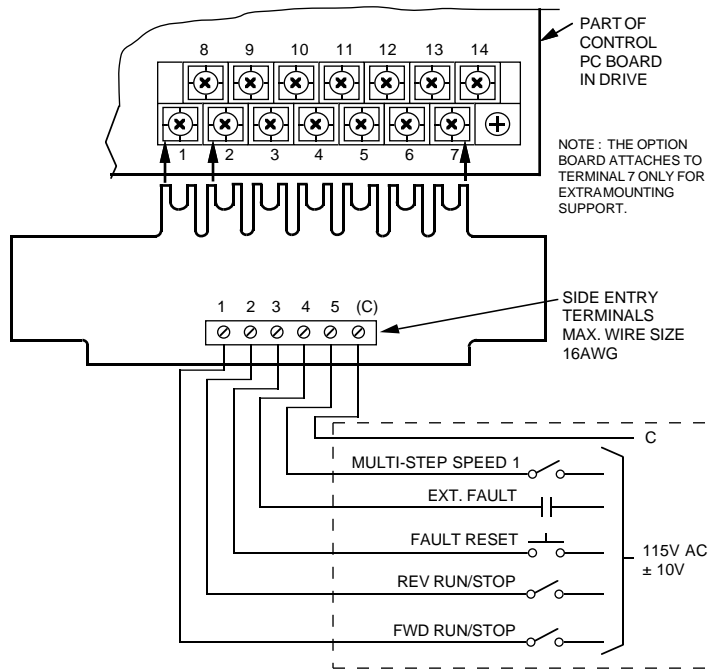 PART OF
CONTROL
PC BOARD
IN DRIVE
8 9 10 11 12 13 14
1 2 3 4 5 6 7
NOTE : THE OPTION
BOARD ATTACHES TO
TERMINAL 7 ONLY FOR
EXTRAMOUNTING
SUPPORT.
1 2 3 4 5 (C)
SIDE ENTRY
TERMINALS
MAX. WIRE SIZE
16AWG
C
MULTI-STEP SPEED 1
EXT. FAULT
FAULT RESET
REV RUN/STOP
FWD RUN/STOP
115V AC
± 10V